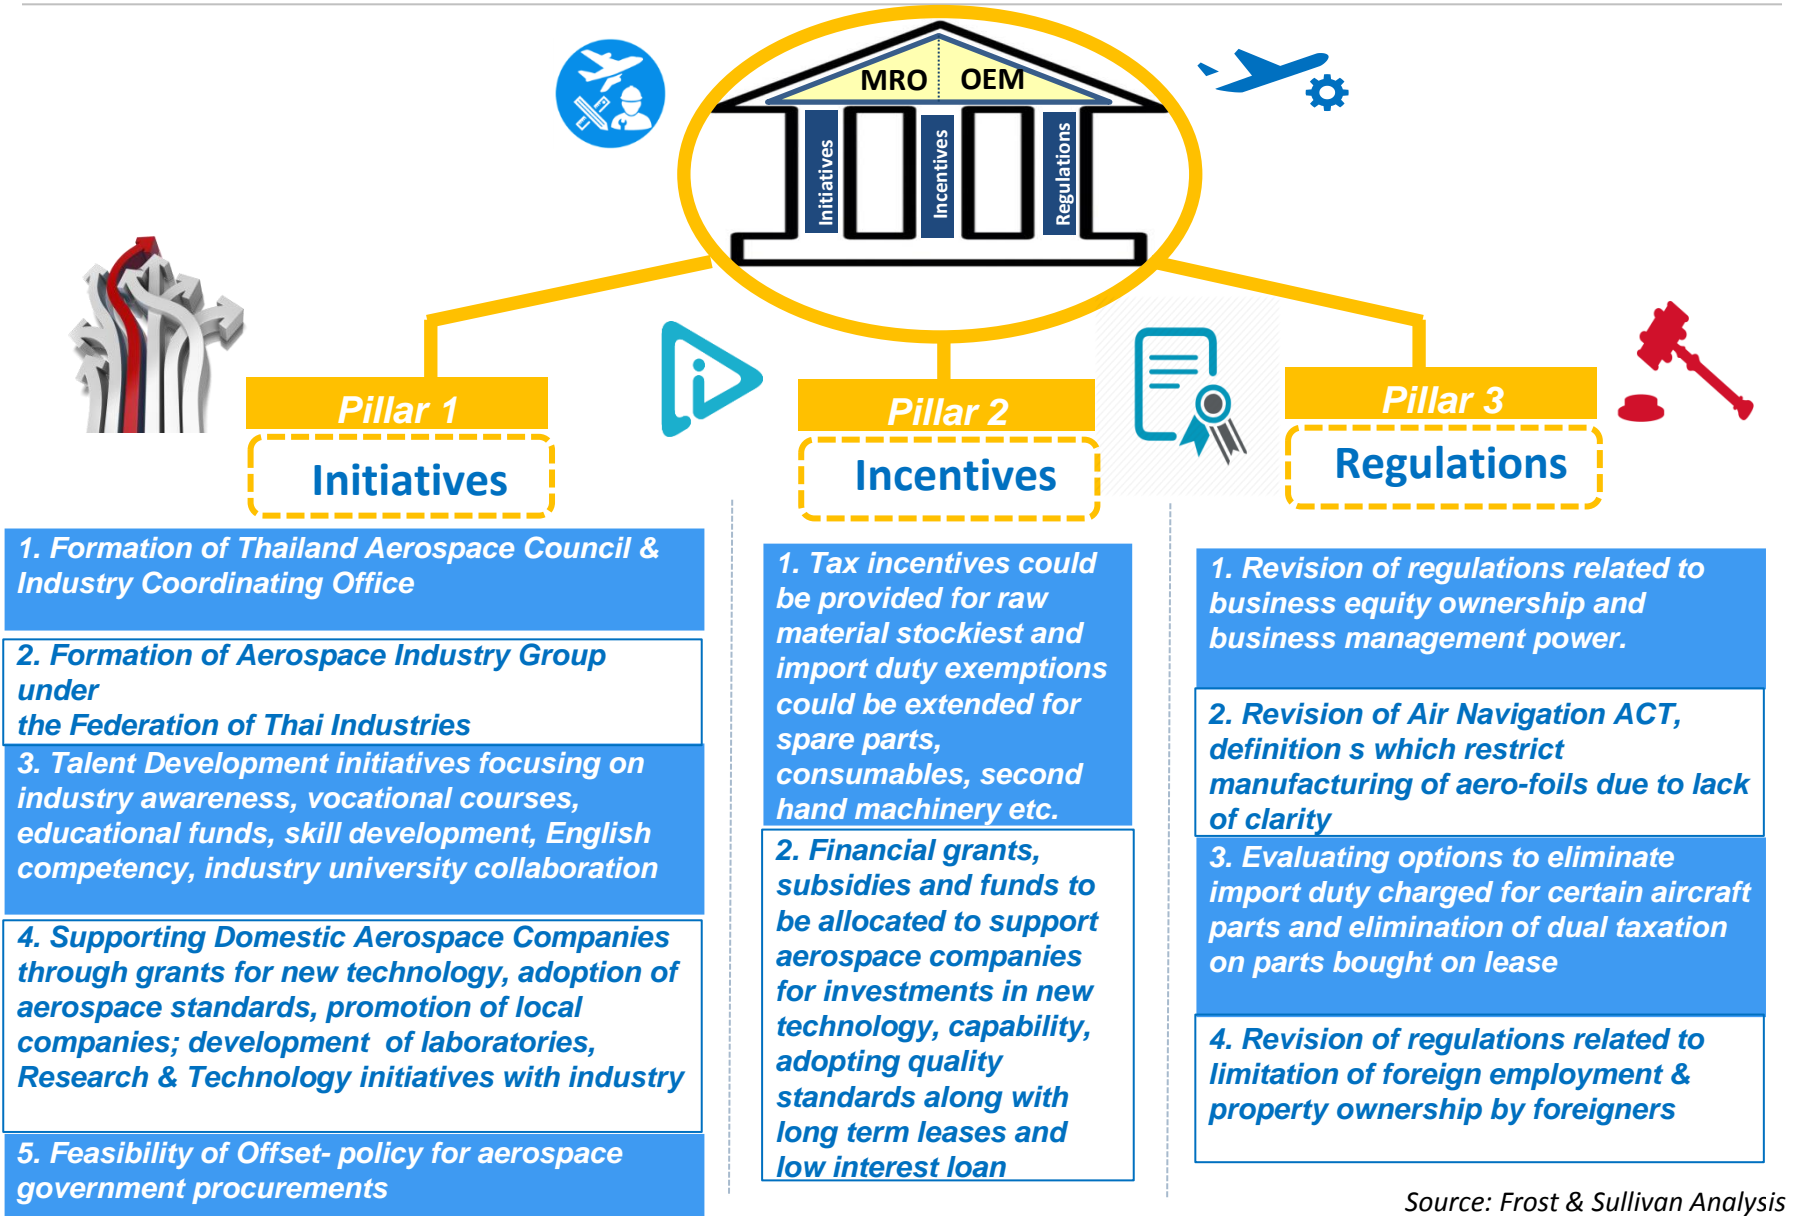 MRO
OEM
Initiatives
Incentives
Regulations
Pillar 1
Initiatives
1. Formation of Thailand Aerospace Council &
Industry Coordinating Office
2. Formation of Aerospace Industry Group
under
the Federation of Thai Industries
3. Talent Development initiatives focusing on
industry awareness, vocational courses,
educational funds, skill development, English
competency, industry university collaboration
4. Supporting Domestic Aerospace Companies
through grants for new technology, adoption of
aerospace standards, promotion of local
companies; development of laboratories,
Research & Technology initiatives with industry
5. Feasibility of Offset- policy for aerospace
government procurements
Pillar 2
Incentives
1. Tax incentives could
be provided for raw
material stockiest and
import duty exemptions
could be extended for
spare parts,
consumables, second
hand machinery etc.
2. Financial grants,
subsidies and funds to
be allocated to support
aerospace companies
for investments in new
technology, capability,
adopting quality
standards along with
long term leases and
low interest loan
Pillar 3
Regulations
1. Revision of regulations related to
business equity ownership and
business management power.
2. Revision of Air Navigation ACT,
definition s which restrict
manufacturing of aero-foils due to lack
of clarity
3. Evaluating options to eliminate
import duty charged for certain aircraft
parts and elimination of dual taxation
on parts bought on lease
4. Revision of regulations related to
limitation of foreign employment &
property ownership by foreigners
Source: Frost & Sullivan Analysis